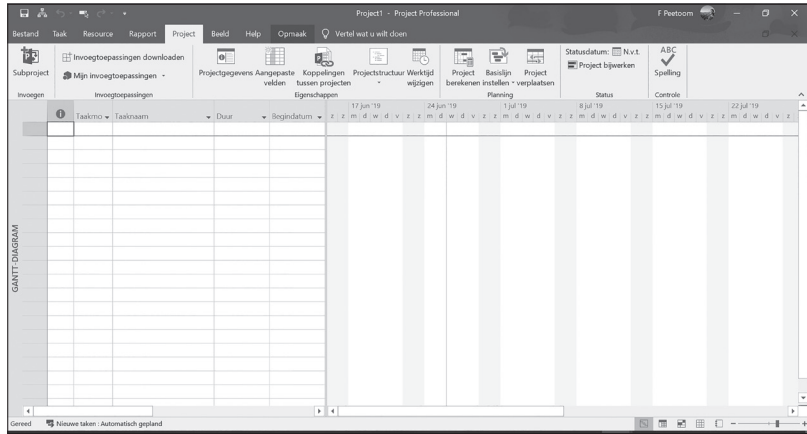 Project1 - Project Professional
F Peetoom
Bestand Taak Resource Rapport Project Beeld Help Opmaak Vertel wat u wilt doen
Subproject
Invoegen
Invoegtoepassingen downloaden
Mijn invoegtoepassingen
Invoegtoepassingen
Projectgegevens
Aangepaste
velden
Koppelingen
tussen projecten
Projectstructuur
Werktijd
wijzigen
Eigenschappen
Project
berekenen
Basislijn
instellen
Project
verplaatsen
Planning
Statusdatum: N.v.t.
Project bijwerken
Status
ABC
Spelling
Controle
Taakmo Taaknaam Duur Begindatum
17 jun '19 24 jun '19 1 jul '19 8 jul '19 15 jul '19 22 jul '19
z z m d w d v z z m d w d v z z m d w d v z z m d w d v z z m d w d v z z m d w d v z
GANTT-DIAGRAM
Gereed Nieuwe taken : Automatisch gepland